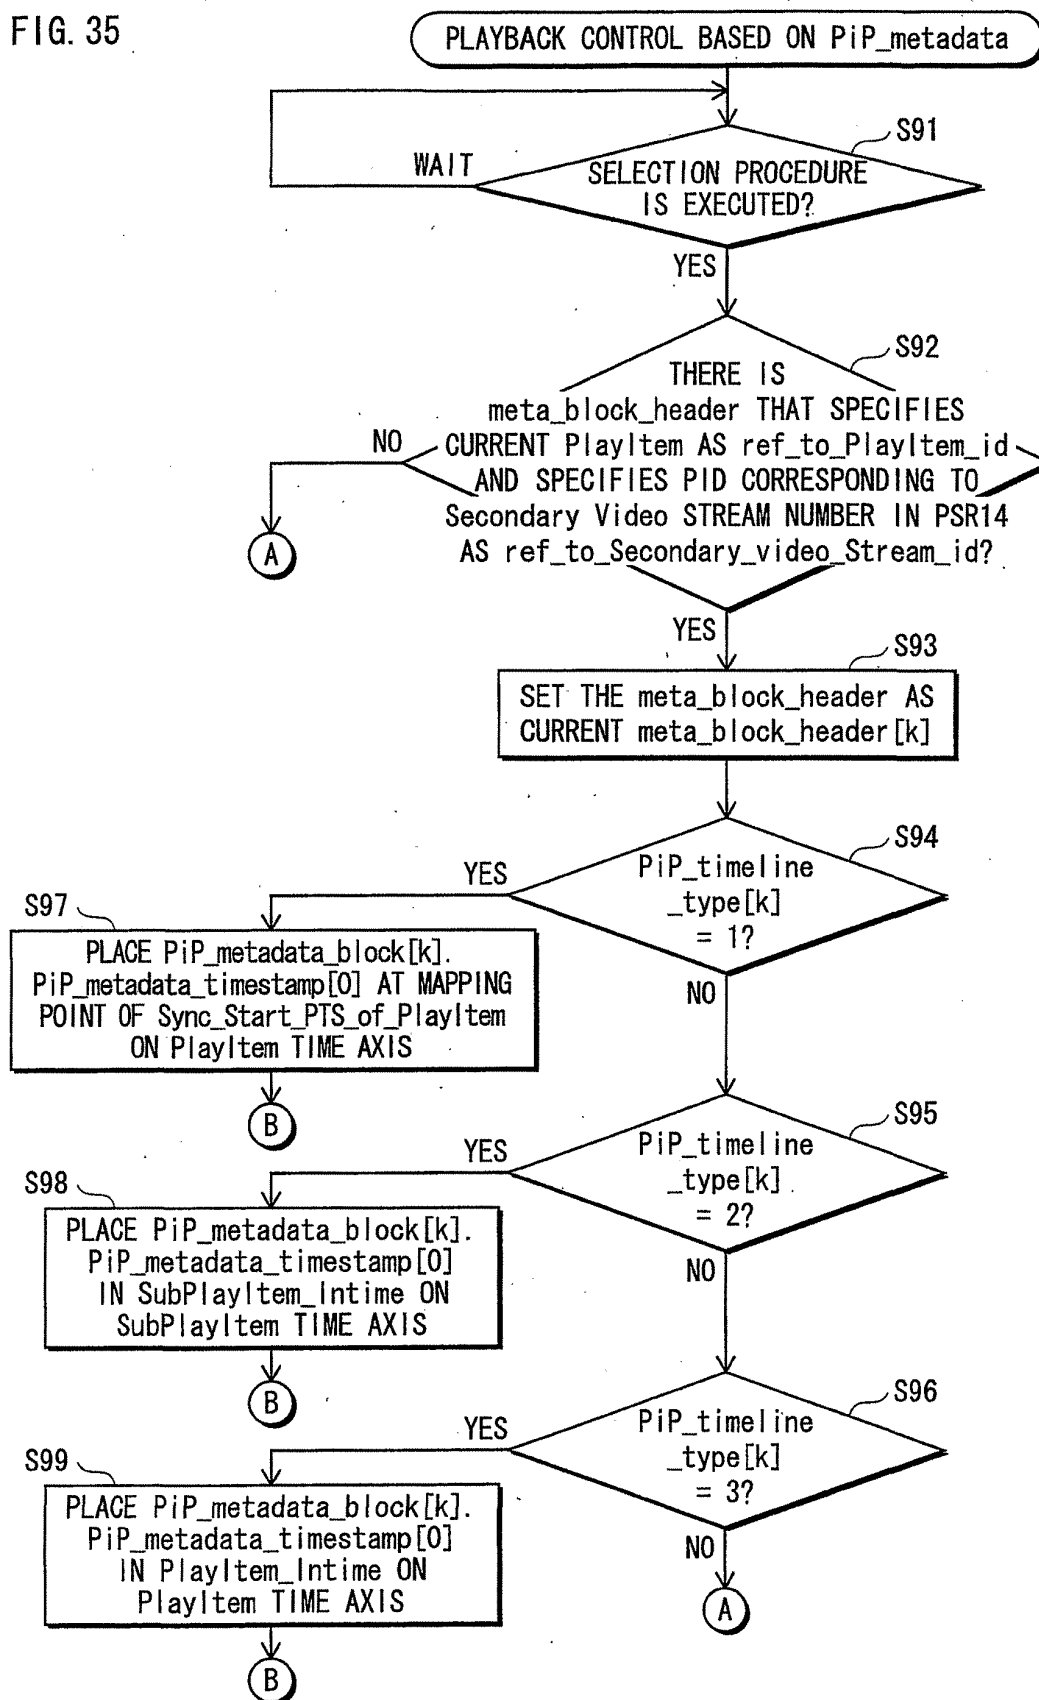 FIG. 35
PLAYBACK CONTROL BASED ON PiP_metadata
S91
WAIT
SELECTION PROCEDURE
IS EXECUTED?
YES
S92
THERE IS
meta_block_header THAT SPECIFIES
NO
CURRENT PlayItem AS ref_to_PlayItem_id
AND SPECIFIES PID CORRESPONDING TO
Secondary Video STREAM NUMBER IN PSR14
AS ref_to_Secondary_video_Stream_id?
A
YES
S93
SET THE meta_block_header AS
CURRENT meta_block_header[k]
S94
YES
PiP_timeline
_type[k]
= 1?
NO
S97
PLACE PiP_metadata_block[k].
PiP_metadata_timestamp[0] AT MAPPING
POINT OF Sync_Start_PTS_of_PlayItem
ON PlayItem TIME AXIS
B
S95
YES
PiP_timeline
_type[k]
= 2?
NO
S98
PLACE PiP_metadata_block[k].
PiP_metadata_timestamp[0]
IN SubPlayItem_Intime ON
SubPlayItem TIME AXIS
B
S96
YES
PiP_timeline
_type[k]
= 3?
NO
A
S99
PLACE PiP_metadata_block[k].
PiP_metadata_timestamp[0]
IN PlayItem_Intime ON
PlayItem TIME AXIS
B